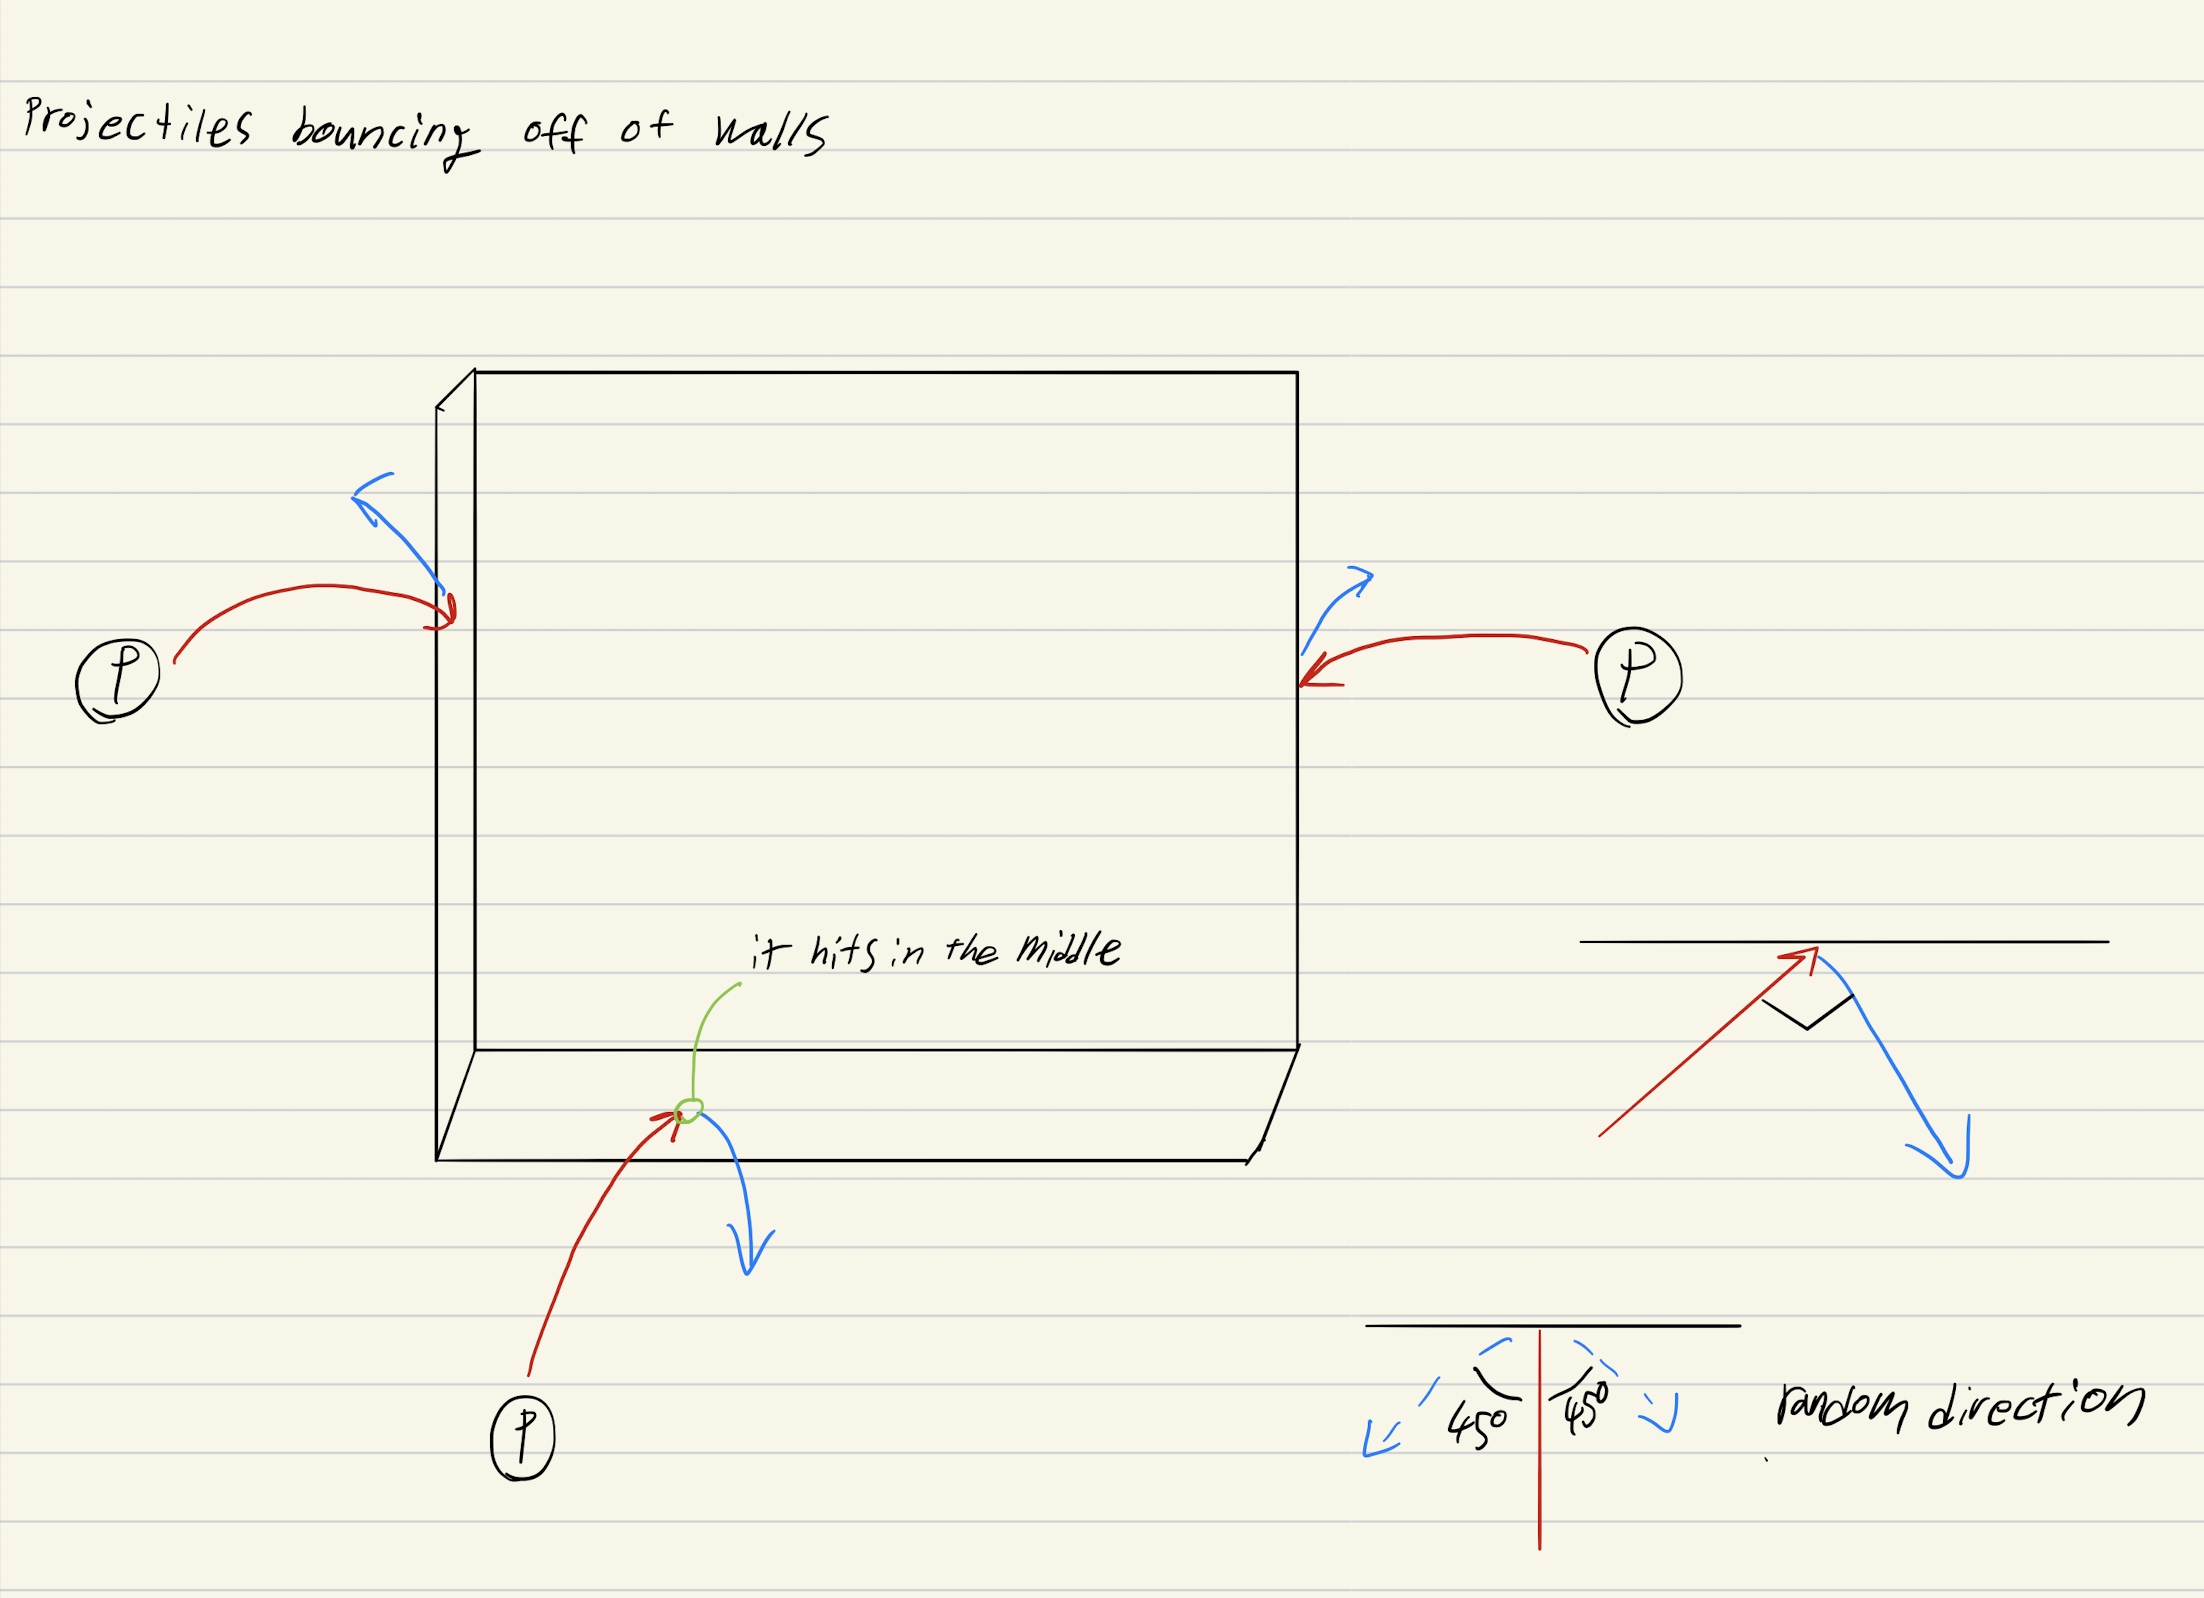 Projectiles bouncing off of walls
P
P
it hits in the middle
45°
45°
random direction
P